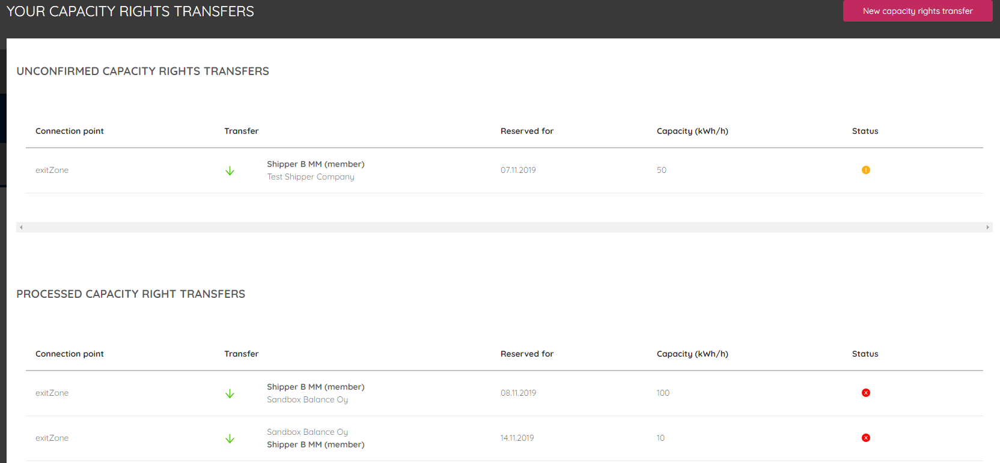 YOUR CAPACITY RIGHTS TRANSFERS
New capacity rights transfer
UNCONFIRMED CAPACITY RIGHTS TRANSFERS
Connection point Transfer Reserved for Capacity (kWh/h) Status
exitZone Shipper B MM (member) 07.11.2019 50
Test Shipper Company
PROCESSED CAPACITY RIGHT TRANSFERS
Connection point Transfer Reserved for Capacity (kWh/h) Status
exitZone Shipper B MM (member) 08.11.2019 100
Sandbox Balance Oy
exitZone Sandbox Balance Oy 14.11.2019 10
Shipper B MM (member)